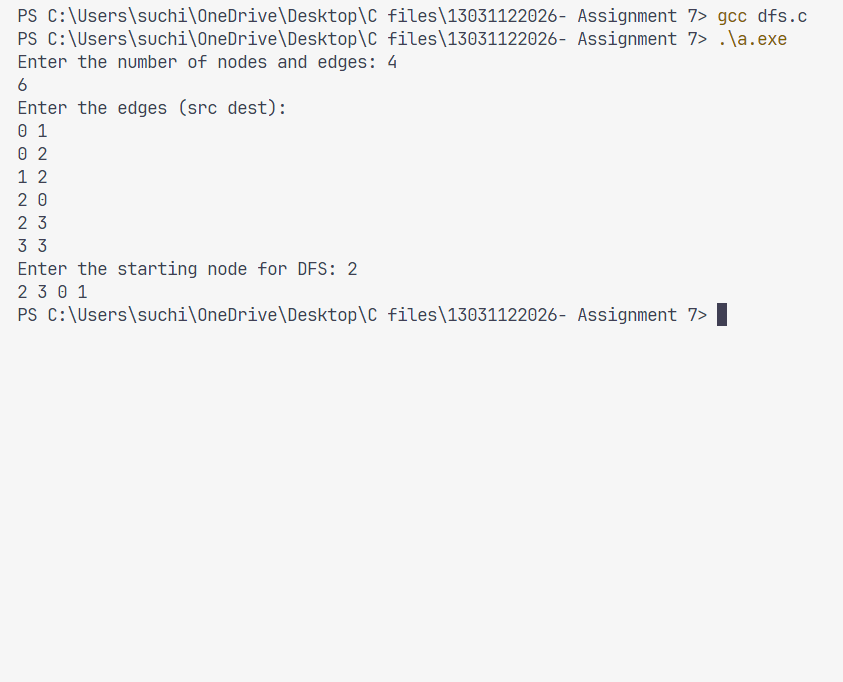 PS C:\Users\suchi\OneDrive\Desktop\C files\13031122026- Assignment 7> gcc dfs.c
PS C:\Users\suchi\OneDrive\Desktop\C files\13031122026- Assignment 7> .\a.exe
Enter the number of nodes and edges: 4
6
Enter the edges (src dest):
0 1
0 2
1 2
2 0
2 3
3 3
Enter the starting node for DFS: 2
2 3 0 1
PS C:\Users\suchi\OneDrive\Desktop\C files\13031122026- Assignment 7>